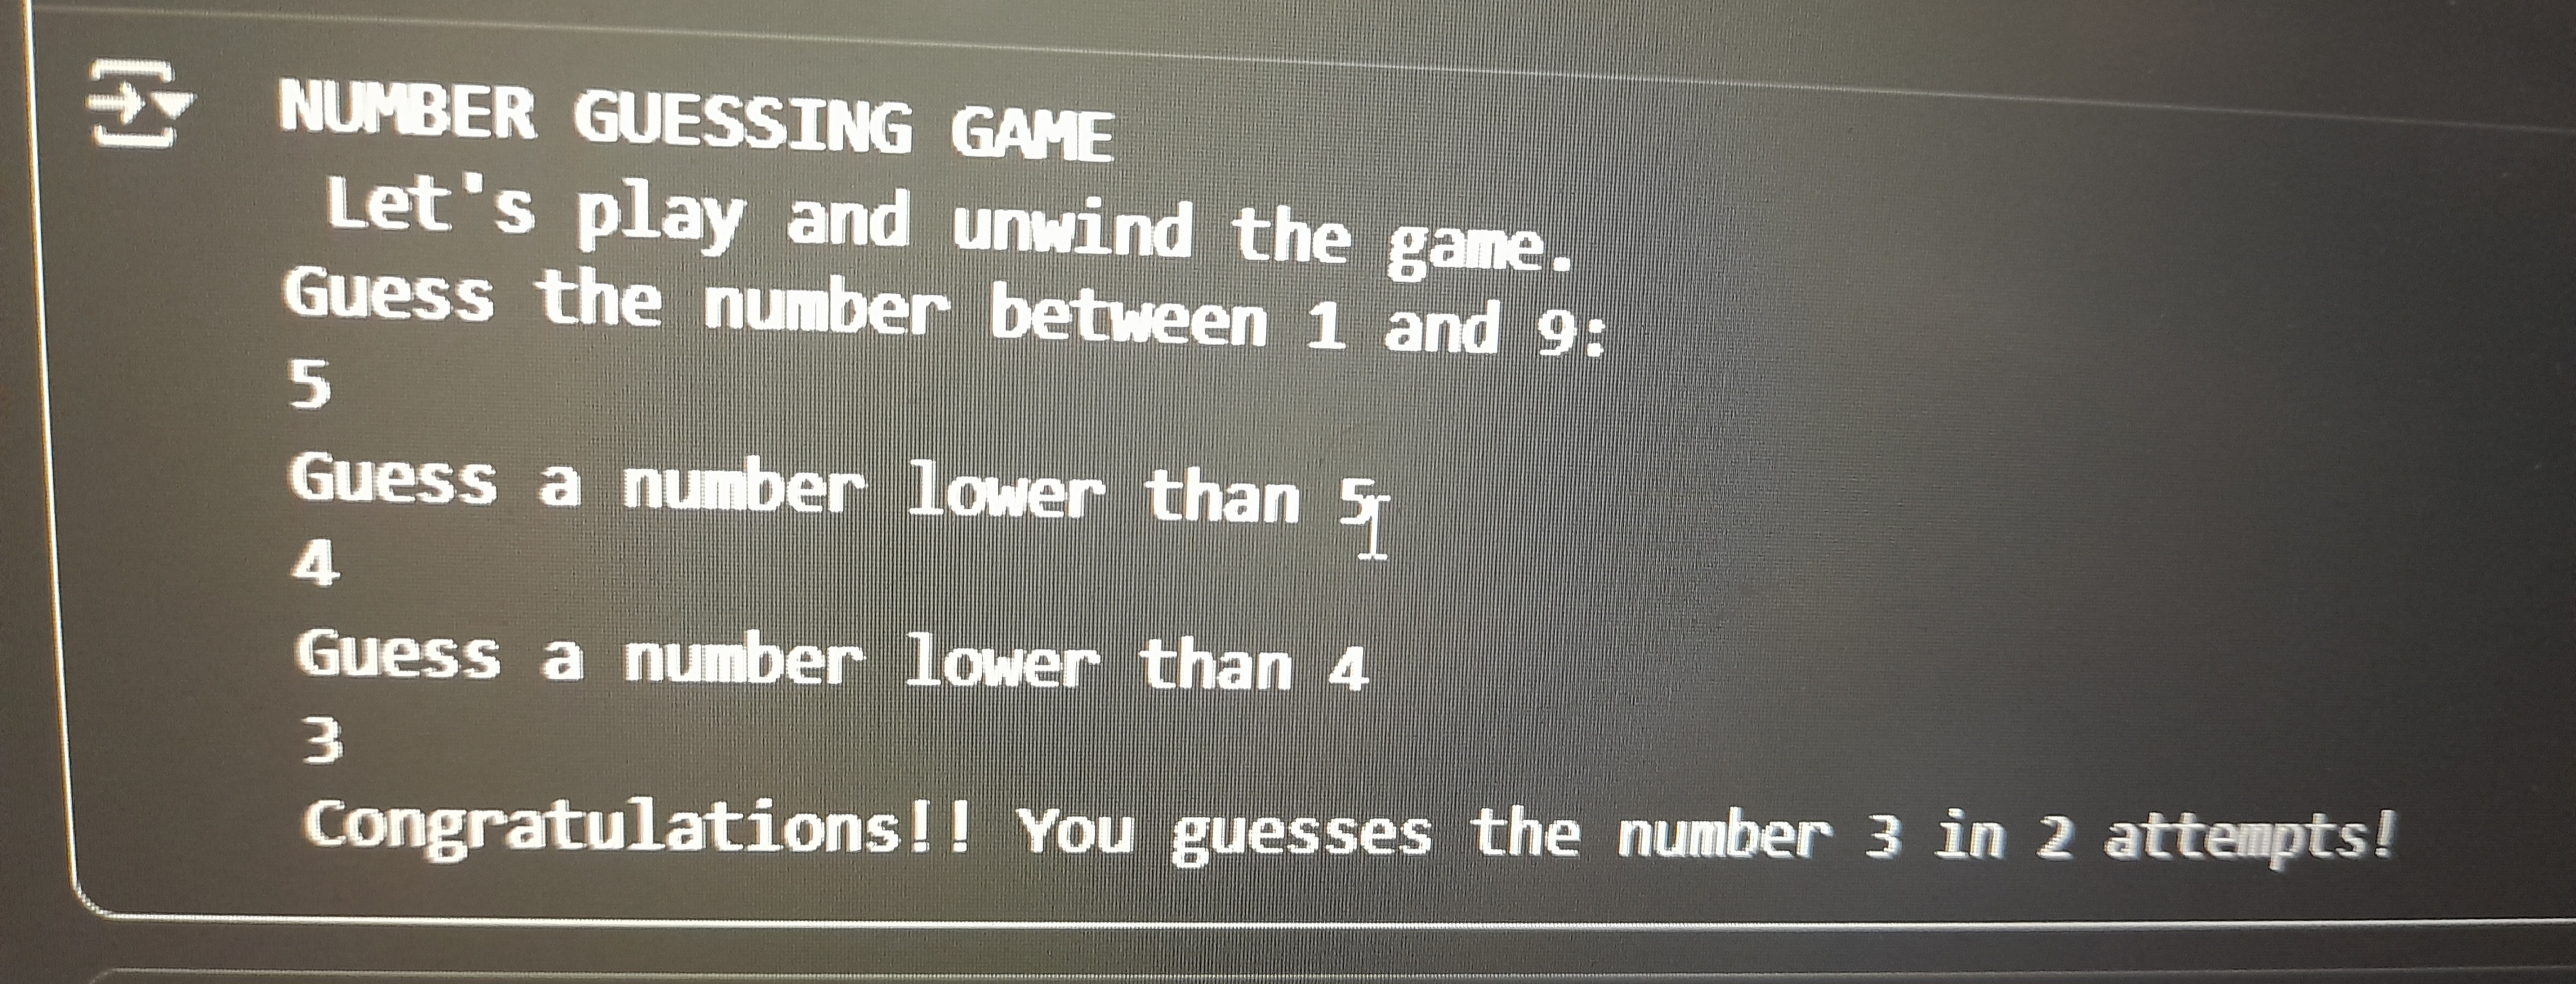 NUMBER GUESSING GAME
Let's play and unwind the game.
Guess the number between 1 and 9:
5
Guess a number lower than 5
4
Guess a number lower than 4
3
Congratulations!! You guesses the number 3 in 2 attempts!